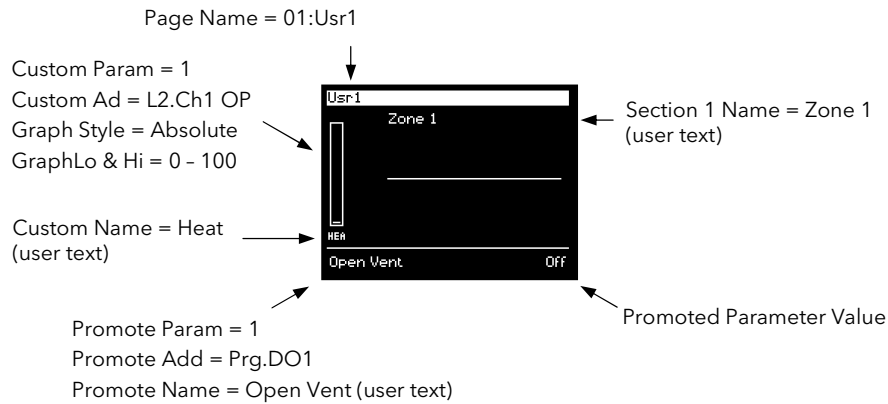 Page Name = 01:Usr1
Custom Param = 1
Custom Ad = L2.Ch1 OP
Graph Style = Absolute
GraphLo & Hi = 0 – 100
Custom Name = Heat
(user text)
Usr1
Zone 1
HEA
Open Vent Off
Section 1 Name = Zone 1
(user text)
Promoted Parameter Value
Promote Param = 1
Promote Add = Prg.DO1
Promote Name = Open Vent (user text)